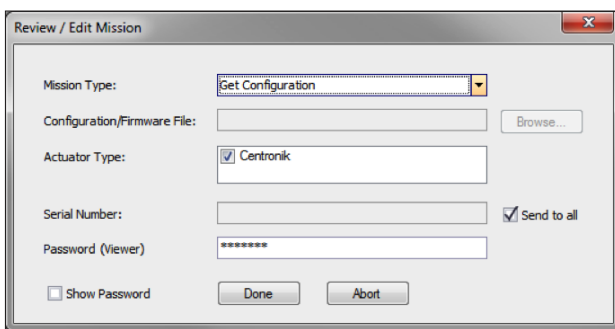 Review / Edit Mission
Mission Type: Get Configuration
Configuration/Firmware File: Browse...
Actuator Type: Centronik
Serial Number: Send to all
Password (Viewer) *******
Show Password Done Abort